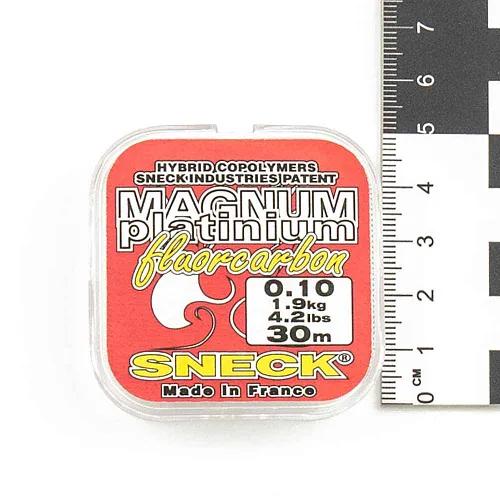 HYBRID COPOLYMERS
SNECK INDUSTRIES PATENT
MAGNUM
platinium
fluorcarbon
0.10
1.9kg
4.2lbs
30m
SNECK®
Made In France
7
6
5
4
3
2
1
0 CM